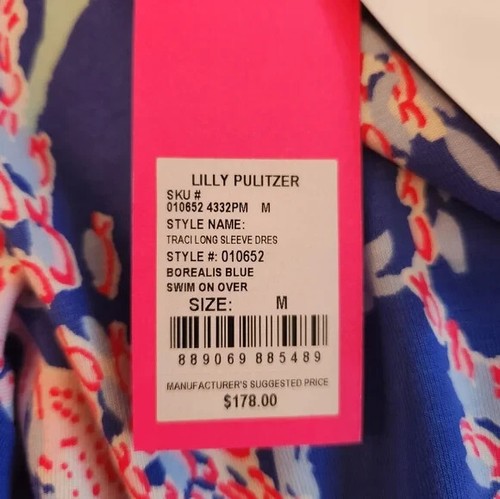 LILLY PULITZER
SKU #
010652 4332PM M
STYLE NAME:
TRACI LONG SLEEVE DRES
STYLE #: 010652
BOREALIS BLUE
SWIM ON OVER
SIZE: M
889069 885489
MANUFACTURER'S SUGGESTED PRICE
$178.00